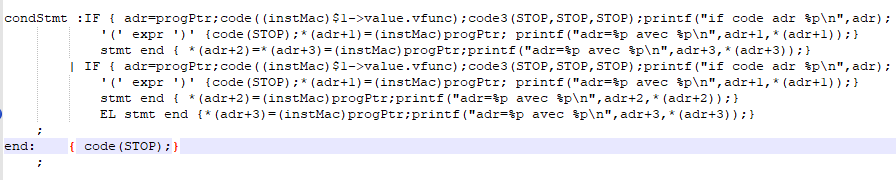 condStmt :IF { adr=progPtr;code((instMac)$1->value.vfunc);code3(STOP,STOP,STOP);printf("if code adr %p\n",adr);
'(' expr ')' {code(STOP);*(adr+1)=(instMac)progPtr; printf("adr=%p avec %p\n",adr+1,*(adr+1));}
stmt end { *(adr+2)=*(adr+3)=(instMac)progPtr;printf("adr=%p avec %p\n",adr+3,*(adr+3));}
| IF { adr=progPtr;code((instMac)$1->value.vfunc);code3(STOP,STOP,STOP);printf("if code adr %p\n",adr);
'(' expr ')' {code(STOP);*(adr+1)=(instMac)progPtr; printf("adr=%p avec %p\n",adr+1,*(adr+1));}
stmt end { *(adr+2)=(instMac)progPtr;printf("adr=%p avec %p\n",adr+2,*(adr+2));}
EL stmt end {*(adr+3)=(instMac)progPtr;printf("adr=%p avec %p\n",adr+3,*(adr+3));}
;
end: { code(STOP);}
;